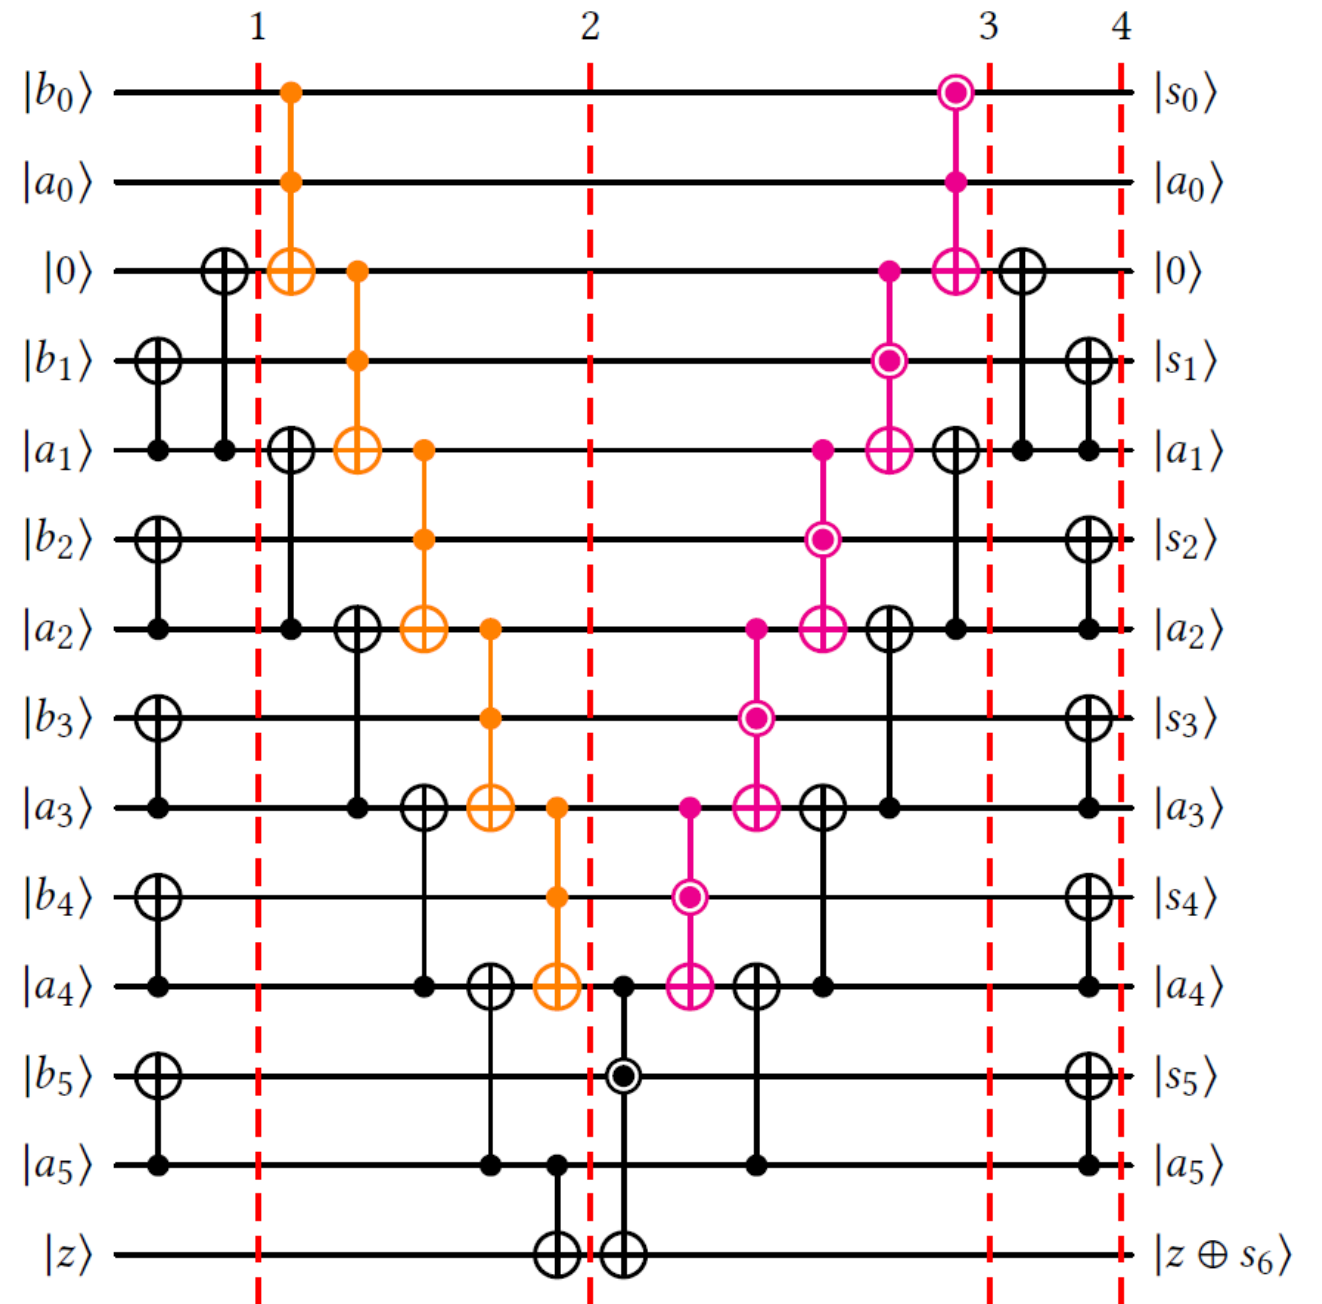 1 2 3 4
|b₀⟩ |s₀⟩
|a₀⟩ |a₀⟩
|0⟩ |0⟩
|b₁⟩ |s₁⟩
|a₁⟩ |a₁⟩
|b₂⟩ |s₂⟩
|a₂⟩ |a₂⟩
|b₃⟩ |s₃⟩
|a₃⟩ |a₃⟩
|b₄⟩ |s₄⟩
|a₄⟩ |a₄⟩
|b₅⟩ |s₅⟩
|a₅⟩ |a₅⟩
|z⟩ |z ⊕ s₆⟩